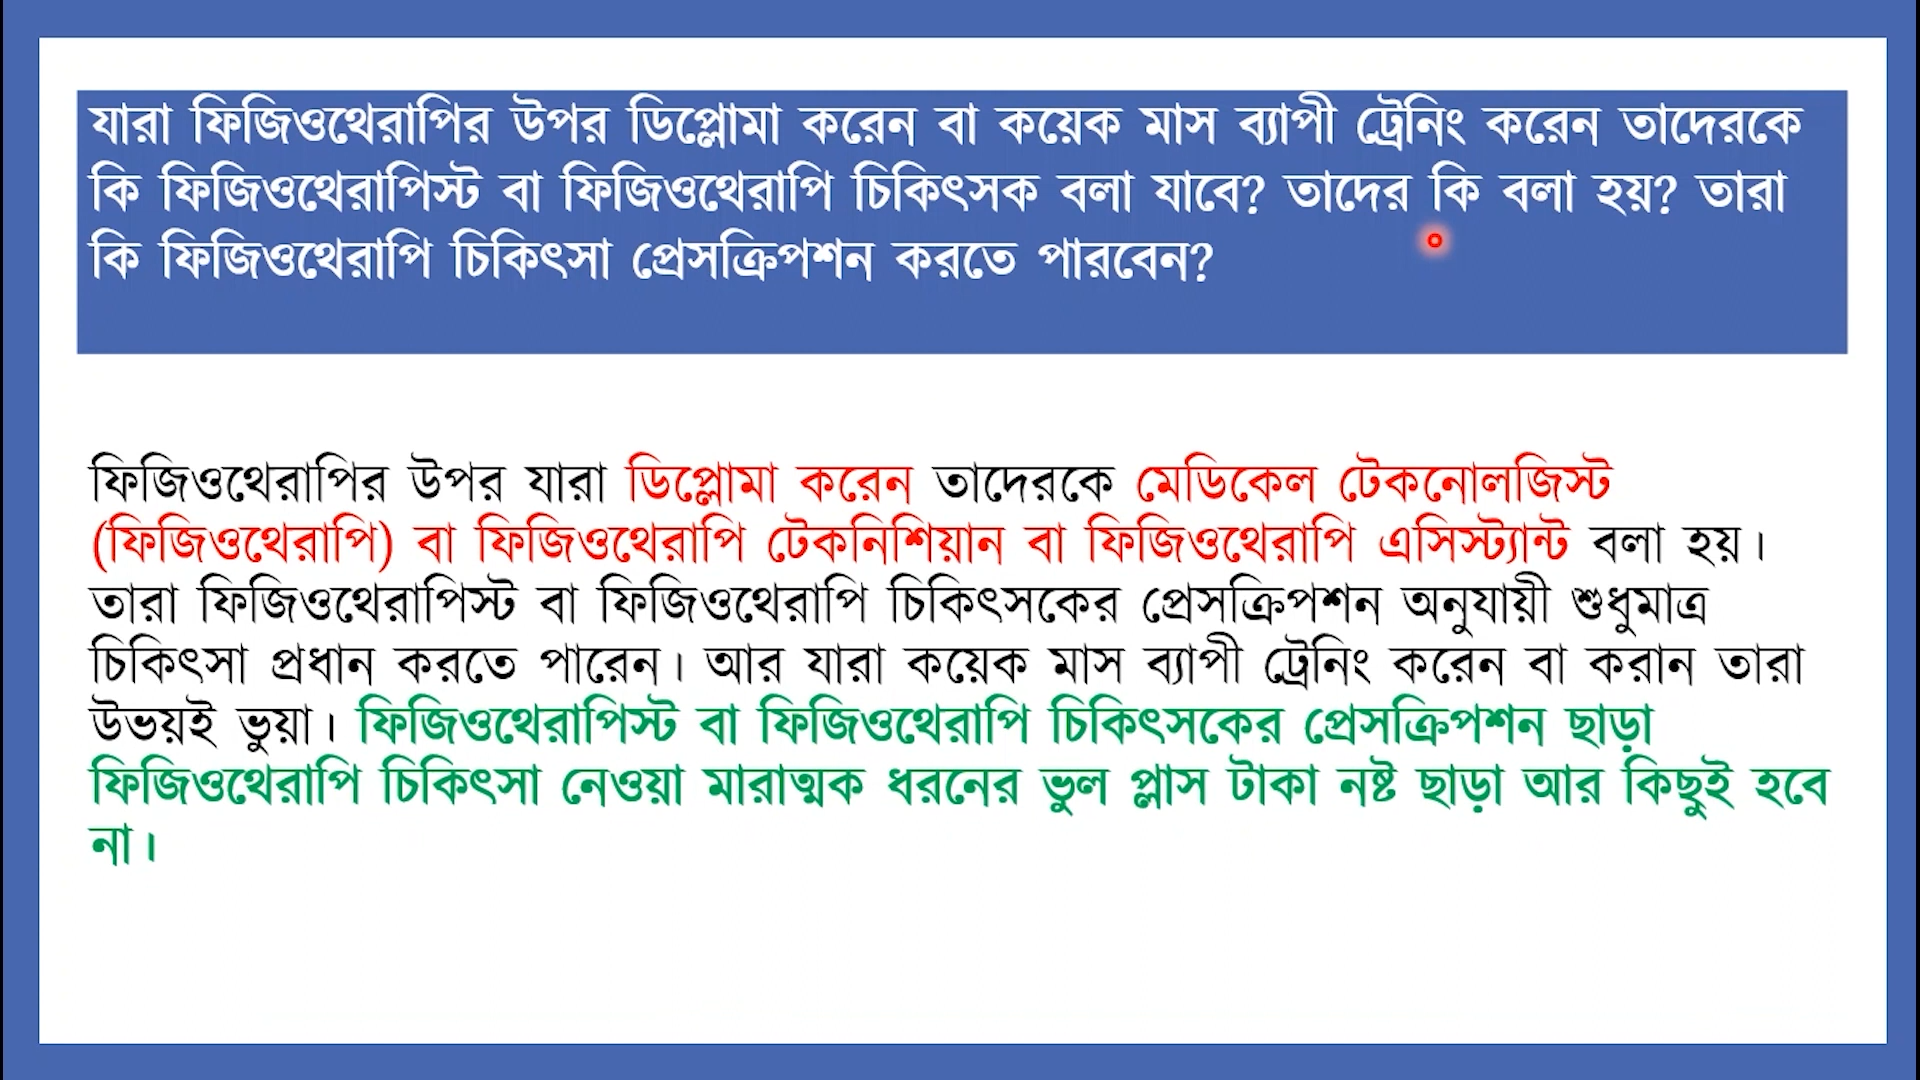 যারা ফিজিওথেরাপির উপর ডিপ্লোমা করেন বা কয়েক মাস ব্যাপী ট্রেনিং করেন তাদেরকে
কি ফিজিওথেরাপিস্ট বা ফিজিওথেরাপি চিকিৎসক বলা যাবে? তাদের কি বলা হয়? তারা
কি ফিজিওথেরাপি চিকিৎসা প্রেসক্রিপশন করতে পারবেন?
ফিজিওথেরাপির উপর যারা ডিপ্লোমা করেন তাদেরকে মেডিকেল টেকনোলজিস্ট
(ফিজিওথেরাপি) বা ফিজিওথেরাপি টেকনিশিয়ান বা ফিজিওথেরাপি এসিস্ট্যান্ট বলা হয়।
তারা ফিজিওথেরাপিস্ট বা ফিজিওথেরাপি চিকিৎসকের প্রেসক্রিপশন অনুযায়ী শুধুমাত্র
চিকিৎসা প্রধান করতে পারেন। আর যারা কয়েক মাস ব্যাপী ট্রেনিং করেন বা করান তারা
উভয়ই ভুয়া। ফিজিওথেরাপিস্ট বা ফিজিওথেরাপি চিকিৎসকের প্রেসক্রিপশন ছাড়া
ফিজিওথেরাপি চিকিৎসা নেওয়া মারাত্মক ধরনের ভুল প্লাস টাকা নষ্ট ছাড়া আর কিছুই হবে
না।